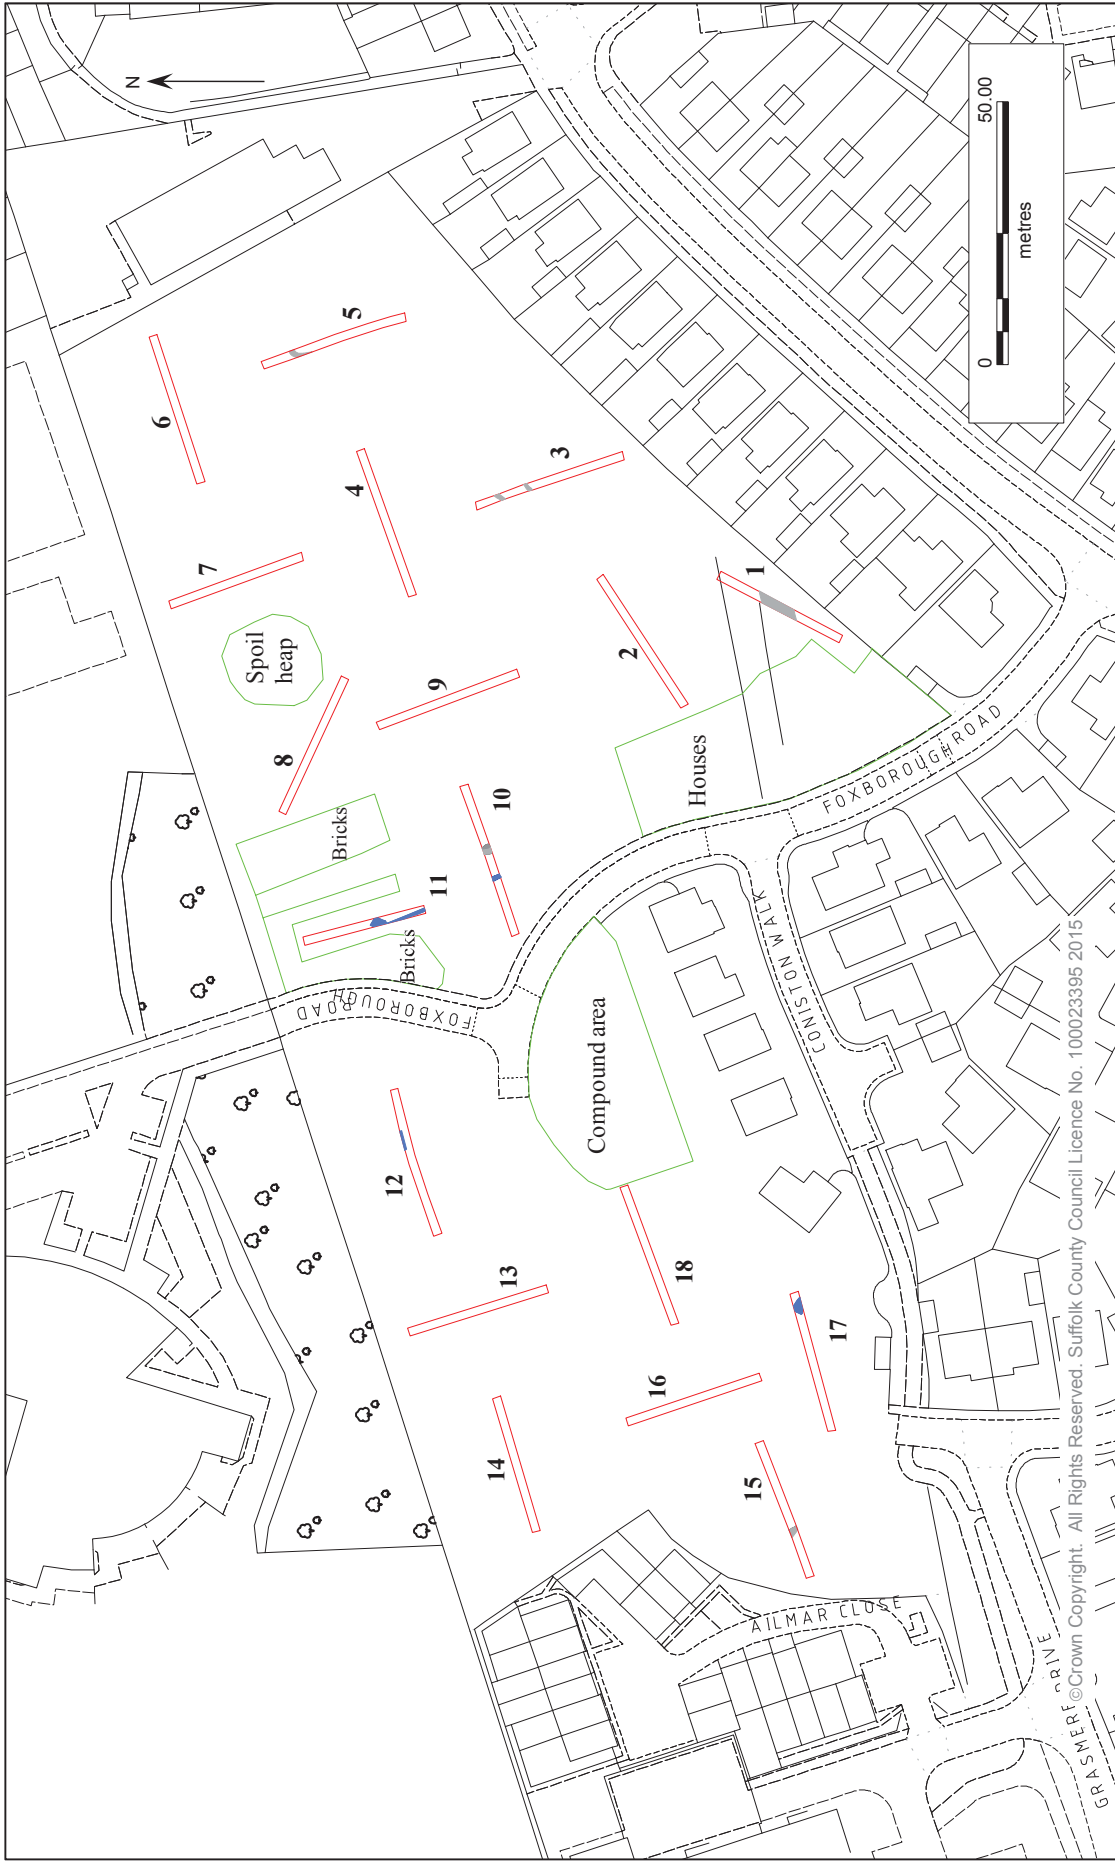 N
6
5
7
4
3
Spoil
heap
1
2
9
8
Houses
10
Bricks
11
Bricks
FOXBOROUGH ROAD
FOXBOROUGH ROAD
Compound area
CONISTON WALK
12
13
18
17
16
14
15
AILMAR CLOSE
GRASMERE DRIVE
0
50.00
metres
©Crown Copyright. All Rights Reserved. Suffolk County Council Licence No. 100023395 2015